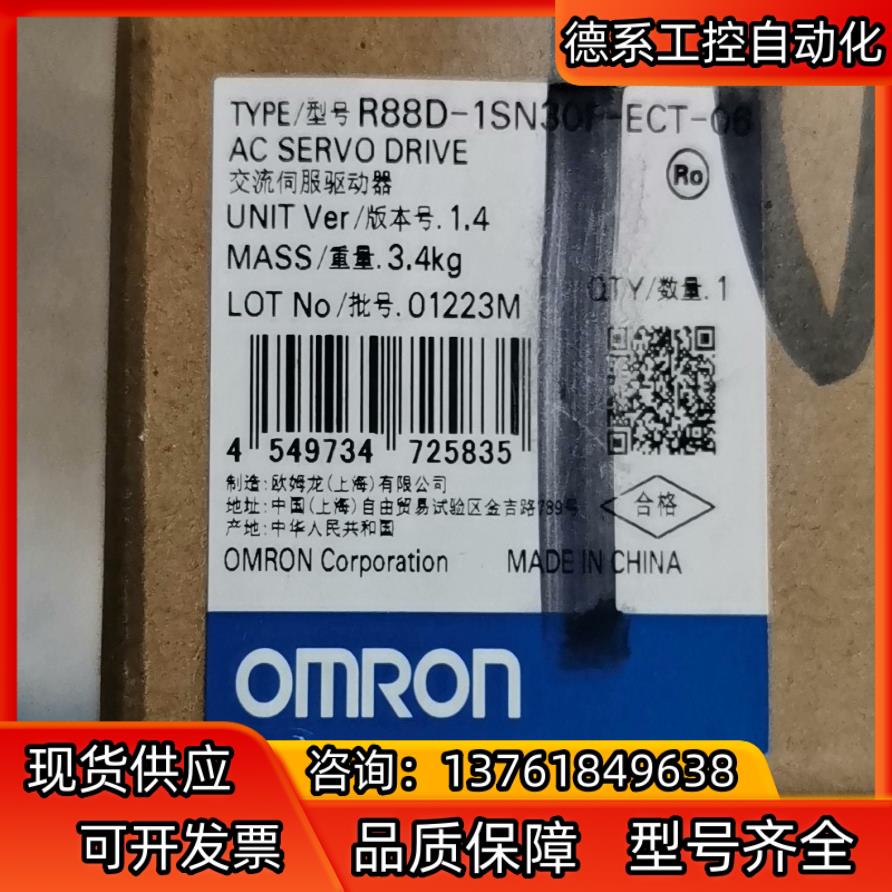 德系工控自动化
TYPE/型号 R88D-1SN30F-ECT-06
AC SERVO DRIVE
交流伺服驱动器
Ro
UNIT Ver/版本号. 1.4
MASS/重量. 3.4kg
QTY/数量. 1
LOT No/批号. 01223M
4 549734 725835
制造:欧姆龙(上海)有限公司
地址:中国(上海)自由贸易试验区金吉路789号
合格
产地:中华人民共和国
OMRON Corporation MADE IN CHINA
OMRON
现货供应 咨询:13761849638
可开发票 品质保障 型号齐全